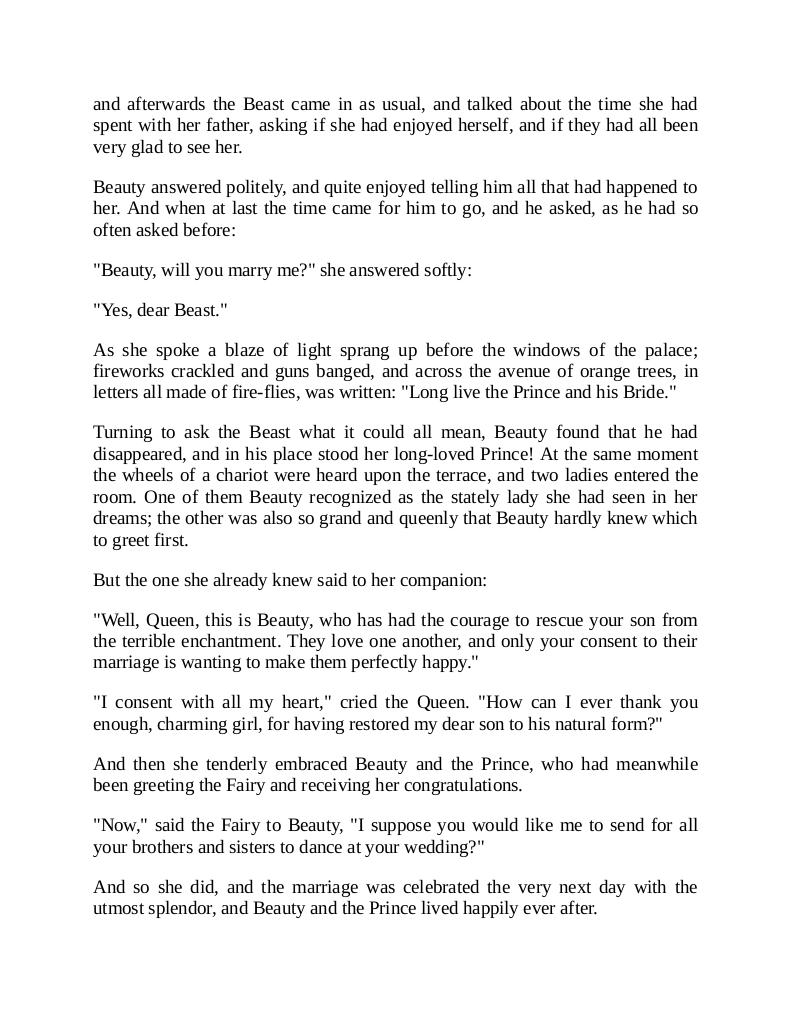 and afterwards the Beast came in as usual, and talked about the time she had
spent with her father, asking if she had enjoyed herself, and if they had all been
very glad to see her.
Beauty answered politely, and quite enjoyed telling him all that had happened to
her. And when at last the time came for him to go, and he asked, as he had so
often asked before:
"Beauty, will you marry me?" she answered softly:
"Yes, dear Beast."
As she spoke a blaze of light sprang up before the windows of the palace;
fireworks crackled and guns banged, and across the avenue of orange trees, in
letters all made of fire-flies, was written: "Long live the Prince and his Bride."
Turning to ask the Beast what it could all mean, Beauty found that he had
disappeared, and in his place stood her long-loved Prince! At the same moment
the wheels of a chariot were heard upon the terrace, and two ladies entered the
room. One of them Beauty recognized as the stately lady she had seen in her
dreams; the other was also so grand and queenly that Beauty hardly knew which
to greet first.
But the one she already knew said to her companion:
"Well, Queen, this is Beauty, who has had the courage to rescue your son from
the terrible enchantment. They love one another, and only your consent to their
marriage is wanting to make them perfectly happy."
"I consent with all my heart," cried the Queen. "How can I ever thank you
enough, charming girl, for having restored my dear son to his natural form?"
And then she tenderly embraced Beauty and the Prince, who had meanwhile
been greeting the Fairy and receiving her congratulations.
"Now," said the Fairy to Beauty, "I suppose you would like me to send for all
your brothers and sisters to dance at your wedding?"
And so she did, and the marriage was celebrated the very next day with the
utmost splendor, and Beauty and the Prince lived happily ever after.